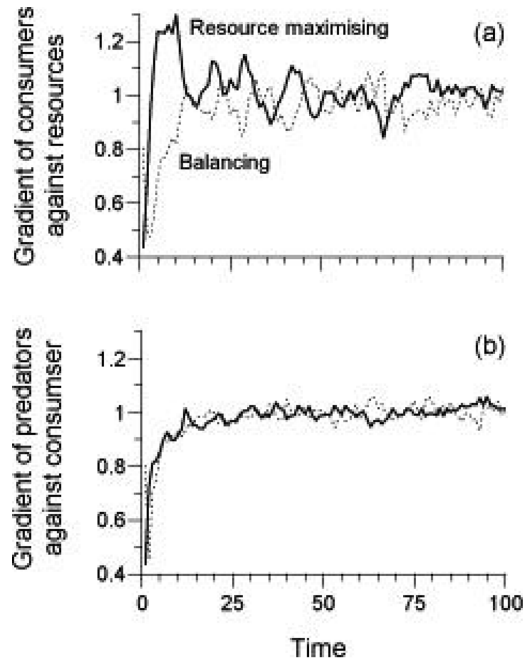 Gradient of consumers
against resources
1.2
1
0.8
0.6
0.4
Resource maximising
(a)
Balancing
Gradient of predators
against consumser
1.2
1
0.8
0.6
0.4
(b)
0
25
50
75
100
Time